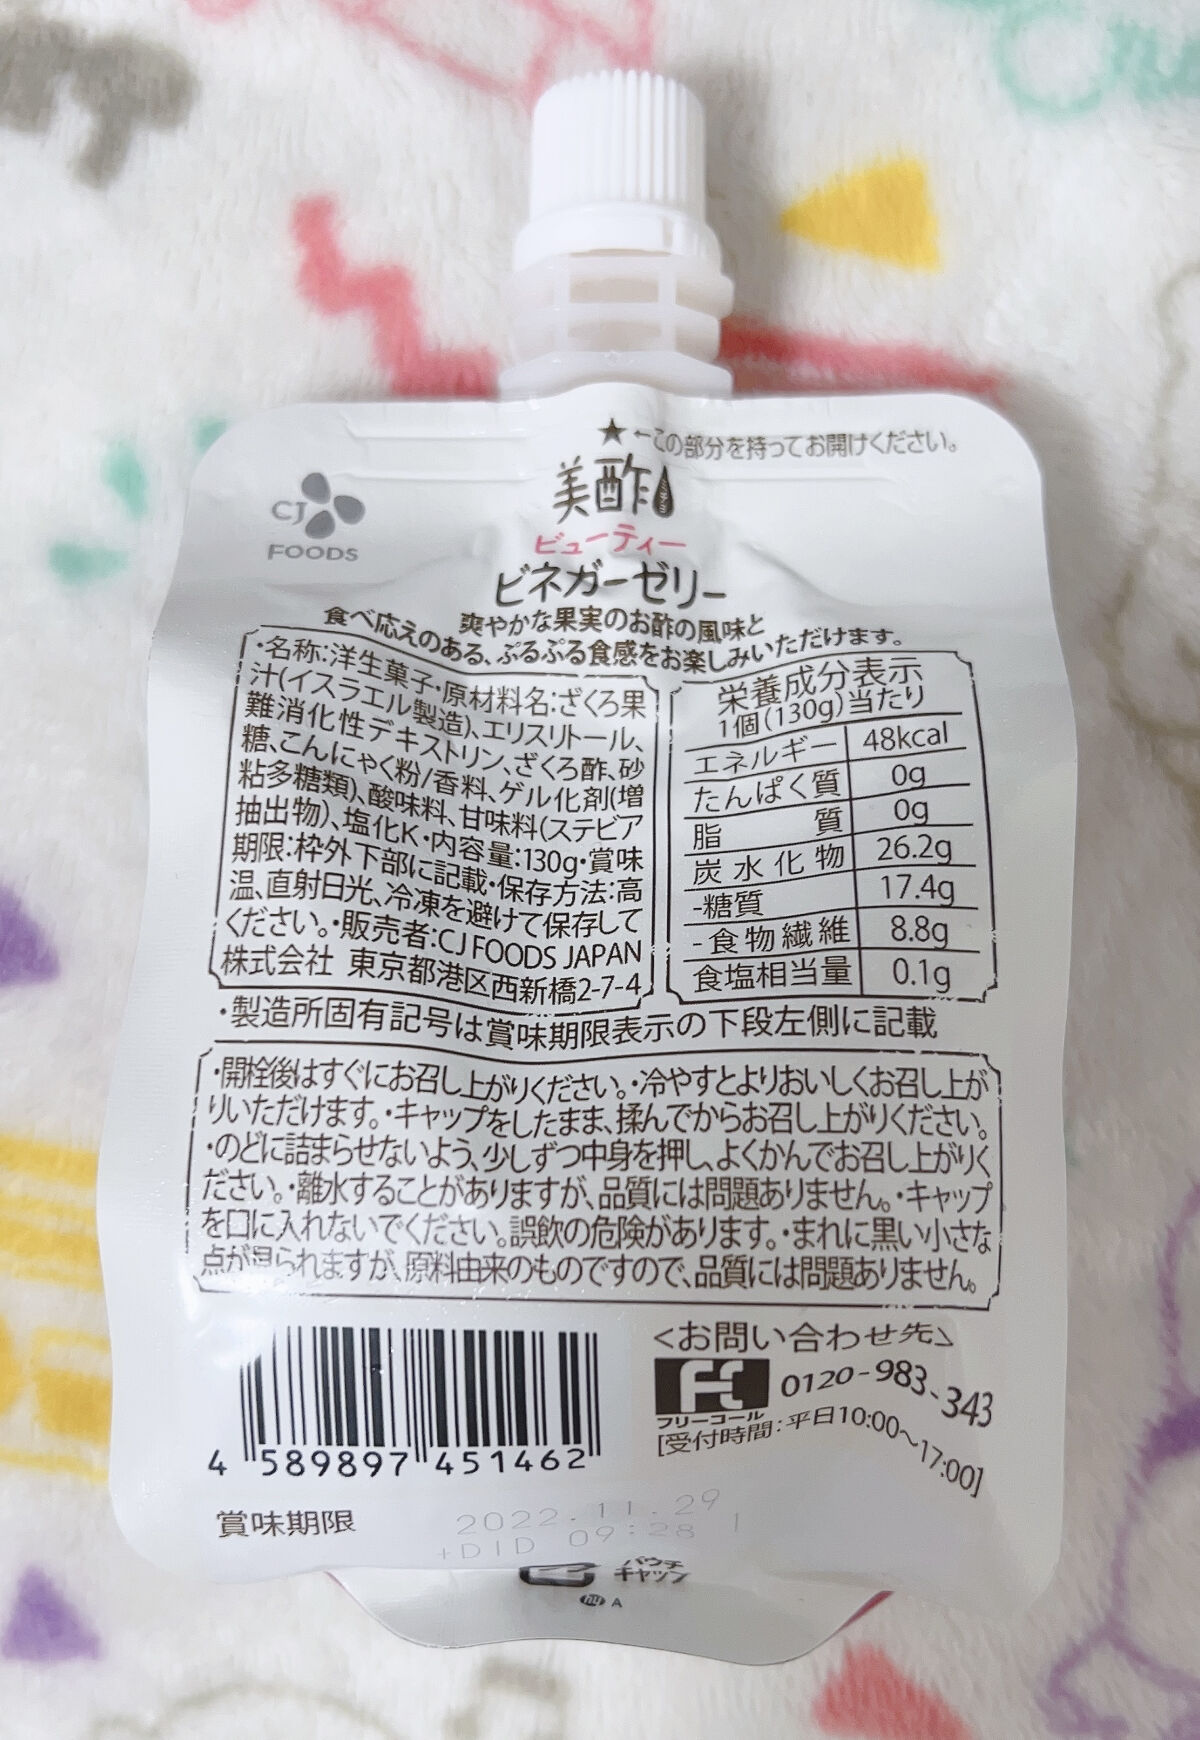 ★←この部分を持ってお開けください。
CJ
FOODS
美酢
ミチョ
ビューティー
ビネガーゼリー
爽やかな果実のお酢の風味と
食べ応えのある、ぷるぷる食感をお楽しみいただけます。
・名称:洋生菓子・原材料名:ざくろ果
汁(イスラエル製造)、エリスリトール、
難消化性デキストリン、ざくろ酢、砂
糖、こんにゃく粉/香料、ゲル化剤(増
粘多糖類)、酸味料、甘味料(ステビア
抽出物)、塩化K・内容量:130g・賞味
期限:枠外下部に記載・保存方法:高
温、直射日光、冷凍を避けて保存して
ください。・販売者:CJ FOODS JAPAN
株式会社 東京都港区西新橋2-7-4
栄養成分表示
1個(130g)当たり
エネルギー 48kcal
たんぱく質 0g
脂質 0g
炭水化物 26.2g
-糖質 17.4g
-食物繊維 8.8g
食塩相当量 0.1g
・製造所固有記号は賞味期限表示の下段左側に記載
・開栓後はすぐにお召し上がりください。・冷やすとよりおいしくお召し上が
りいただけます。・キャップをしたまま、揉んでからお召し上がりください。
・のどに詰まらせないよう、少しずつ中身を押し、よくかんでお召し上がりく
ださい。・離水することがありますが、品質には問題ありません。・キャップ
を口に入れないでください。誤飲の危険があります。・まれに黒い小さな
点が見られますが、原料由来のものですので、品質には問題ありません。
<お問い合わせ先>
フリーコール
0120-983-343
[受付時間:平日10:00~17:00]
4 589897 451462
賞味期限
2022.11.29
+DID 09:28 |
パウチ
キャップ
A